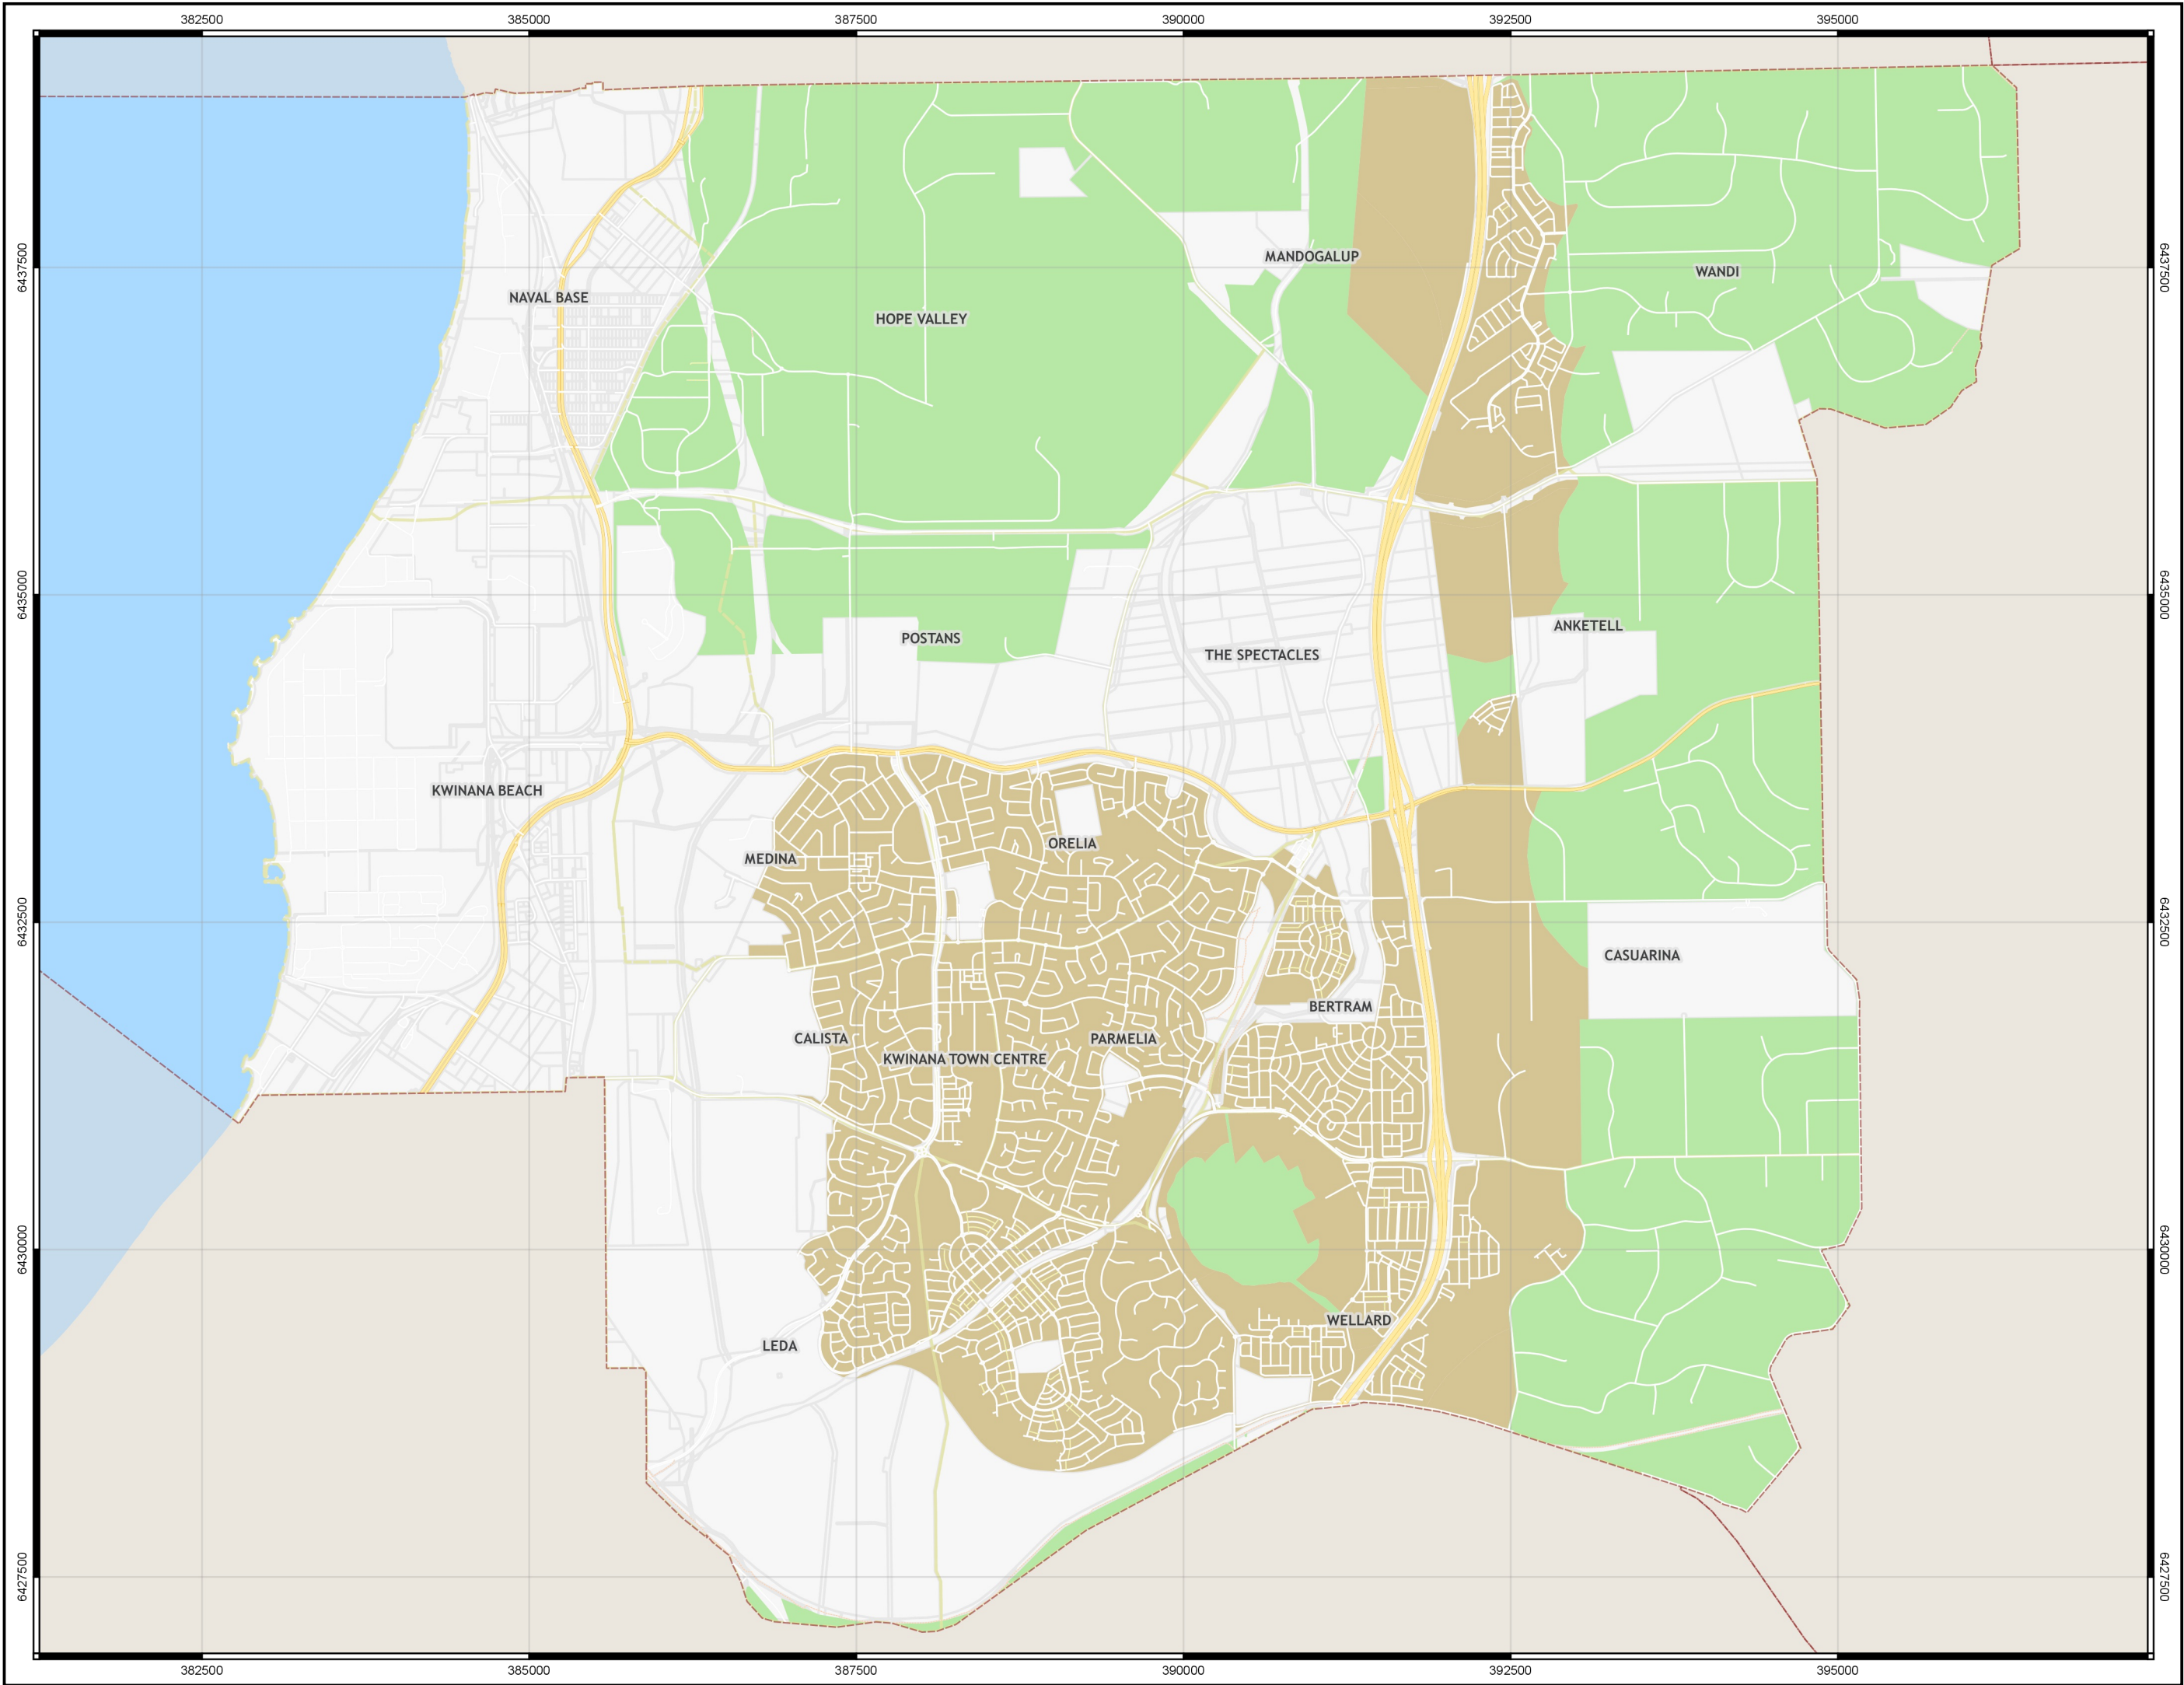 382500 385000 387500 390000 392500 395000
6437500
6437500
MANDOGALUP
WANDI
NAVAL BASE
HOPE VALLEY
6435000
6435000
ANKETELL
POSTANS
THE SPECTACLES
KWINANA BEACH
ORELIA
MEDINA
6432500
6432500
CASUARINA
BERTRAM
CALISTA
PARMELIA
KWINANA TOWN CENTRE
6430000
6430000
WELLARD
LEDA
6427500
6427500
382500 385000 387500 390000 392500 395000